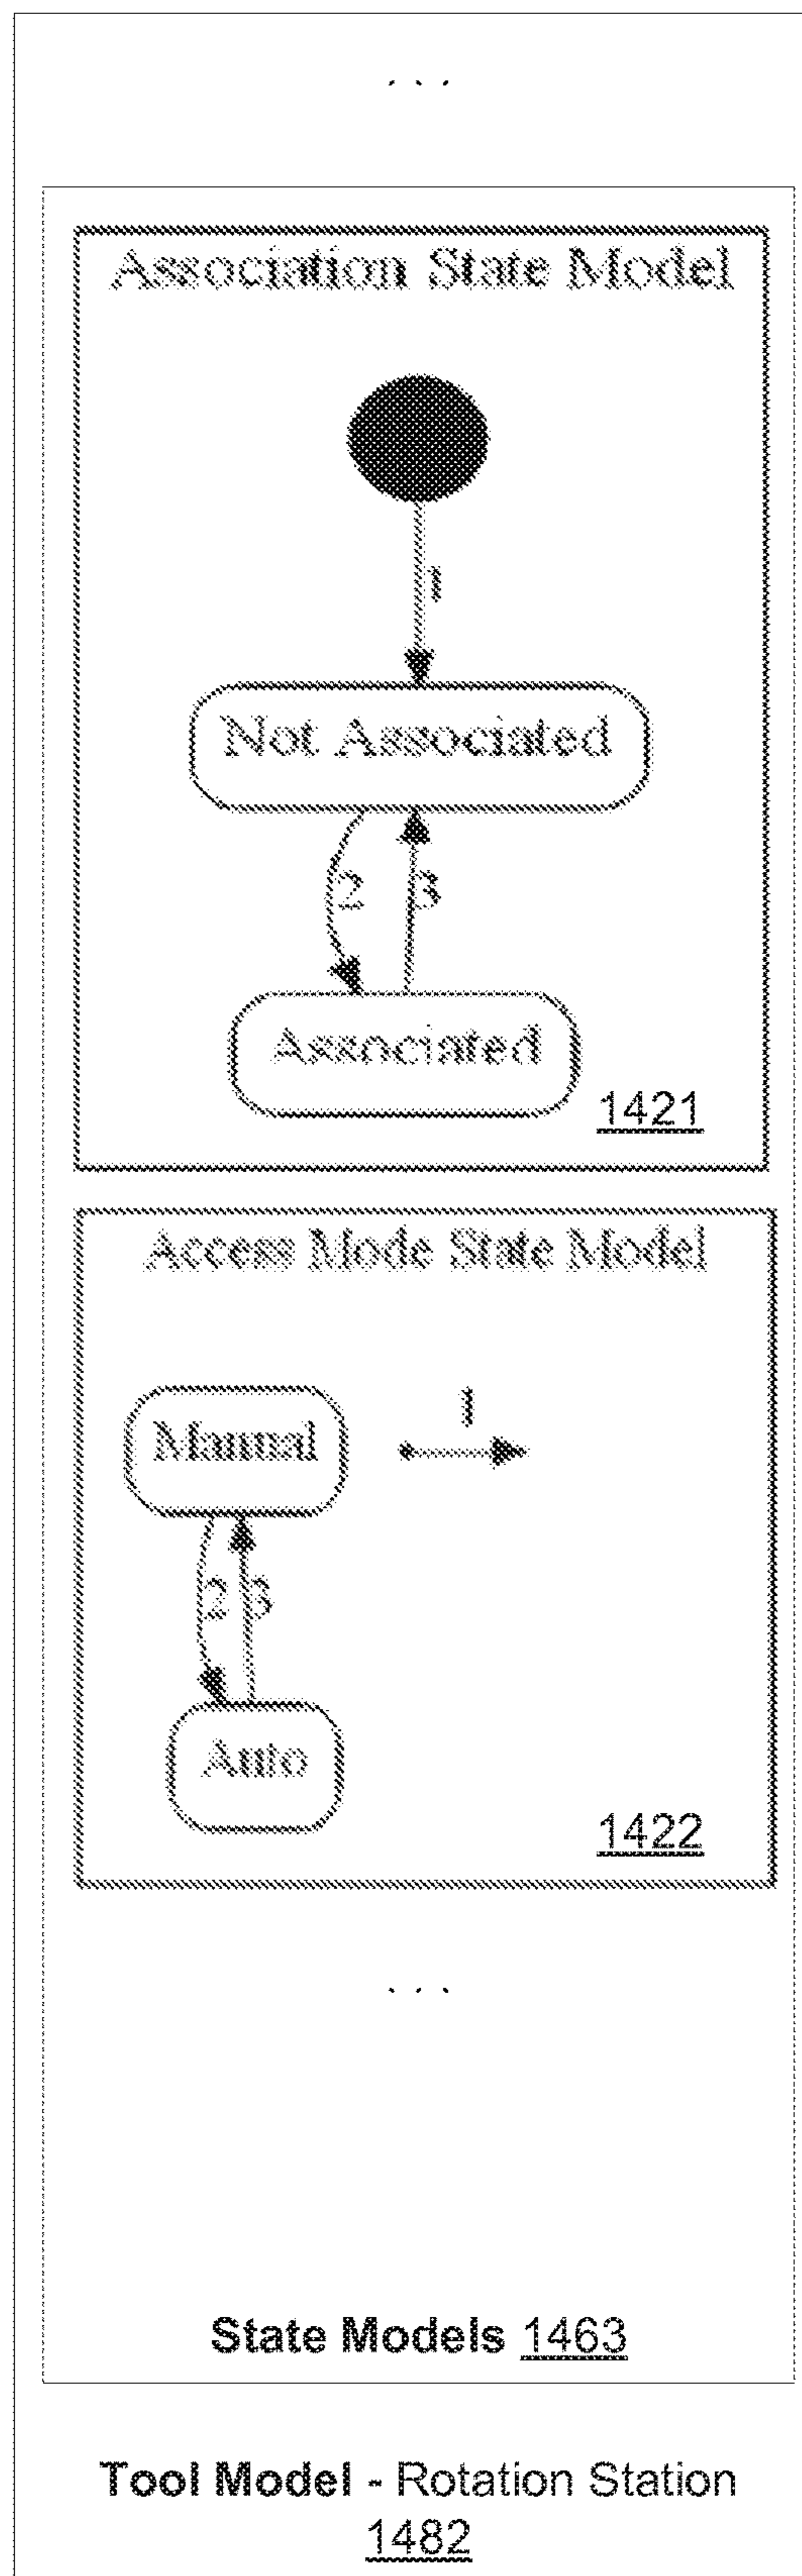 . . .
Association State Model
1
Not Associated
2 3
Associated
1421
Access Mode State Model
1
Manual
2 3
Auto
1422
. . .
State Models 1463
Tool Model - Rotation Station
1482